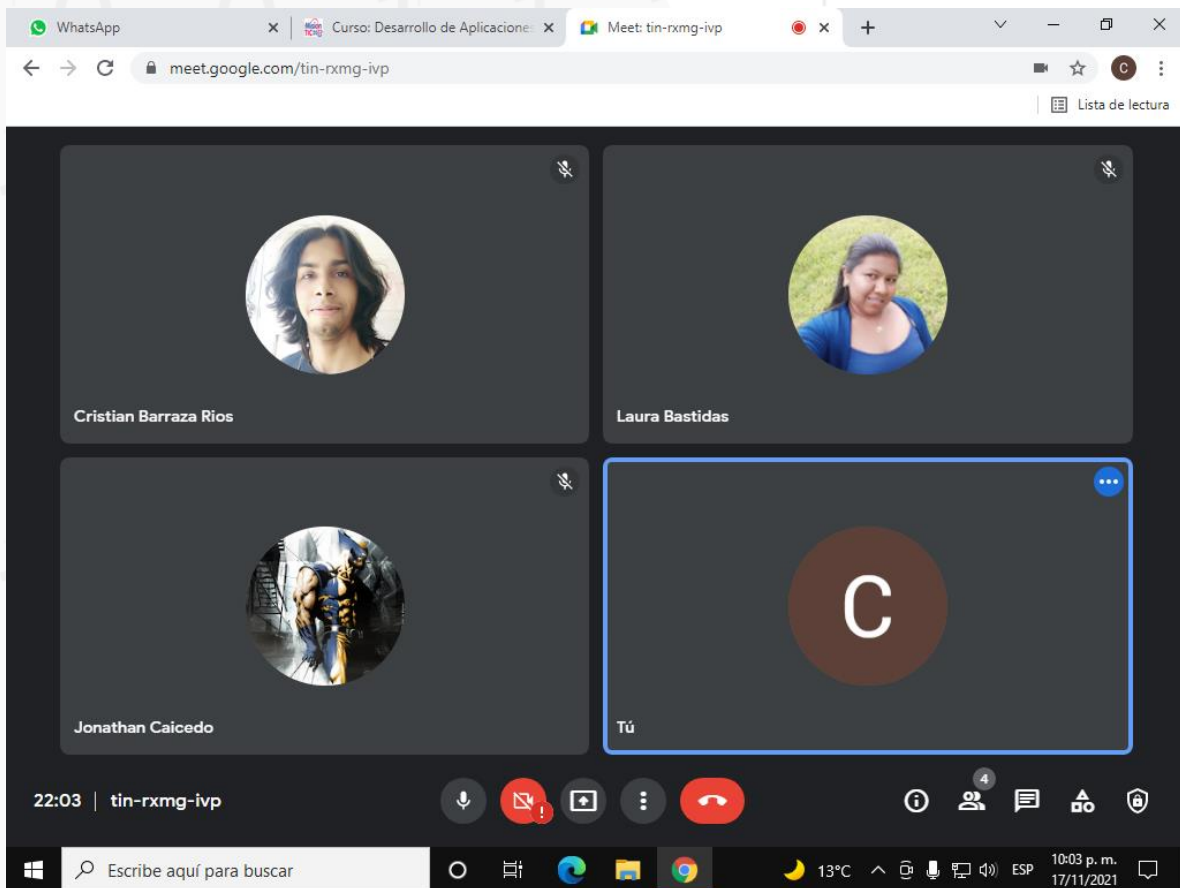 WhatsApp
Curso: Desarrollo de Aplicacione
Meet: tin-rxmg-ivp
meet.google.com/tin-rxmg-ivp
C
Lista de lectura
Cristian Barraza Rios
Laura Bastidas
C
Jonathan Caicedo
Tú
22:03 | tin-rxmg-ivp
4
Escribe aquí para buscar
13°C
ESP
10:03 p. m.
17/11/2021